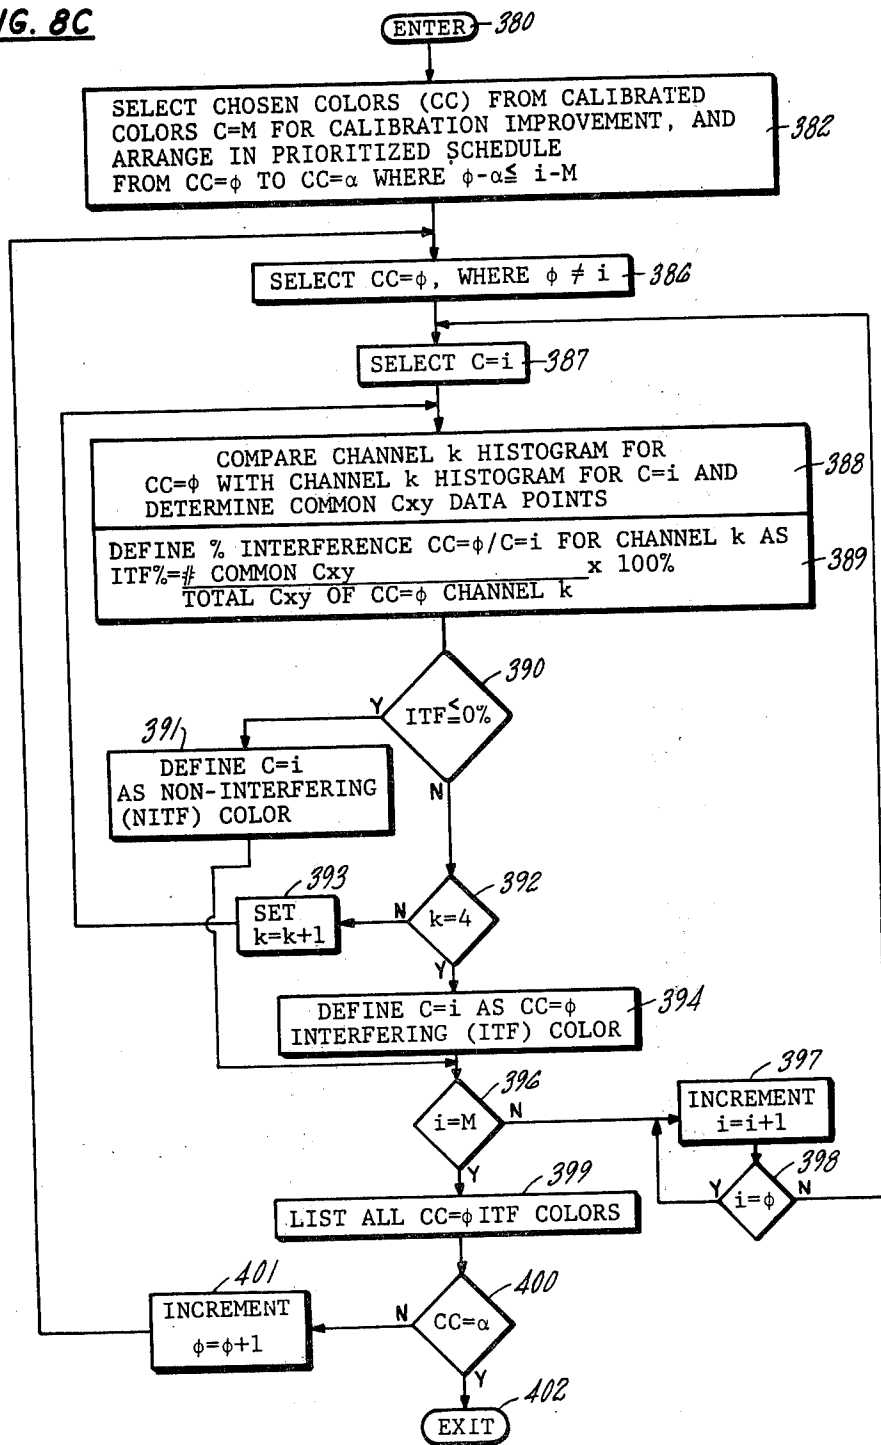 IG. 8C
ENTER 380
SELECT CHOSEN COLORS (CC) FROM CALIBRATED
COLORS C=M FOR CALIBRATION IMPROVEMENT, AND
ARRANGE IN PRIORITIZED SCHEDULE
FROM CC=ϕ TO CC=α WHERE ϕ-α≦ i-M
382
SELECT CC=ϕ, WHERE ϕ ≠ i 386
SELECT C=i 387
COMPARE CHANNEL k HISTOGRAM FOR
CC=ϕ WITH CHANNEL k HISTOGRAM FOR C=i AND
DETERMINE COMMON Cxy DATA POINTS
388
DEFINE % INTERFERENCE CC=ϕ/C=i FOR CHANNEL k AS
ITF%=# COMMON Cxy x 100%
TOTAL Cxy OF CC=ϕ CHANNEL k
389
390
ITF≦0%
Y
N
391
DEFINE C=i
AS NON-INTERFERING
(NITF) COLOR
392
k=4
N
Y
393
SET
k=k+1
DEFINE C=i AS CC=ϕ
INTERFERING (ITF) COLOR
394
396
i=M
N
Y
397
INCREMENT
i=i+1
398
i=ϕ
Y
N
399
LIST ALL CC=ϕ ITF COLORS
400
CC=α
N
Y
401
INCREMENT
ϕ=ϕ+1
402
EXIT